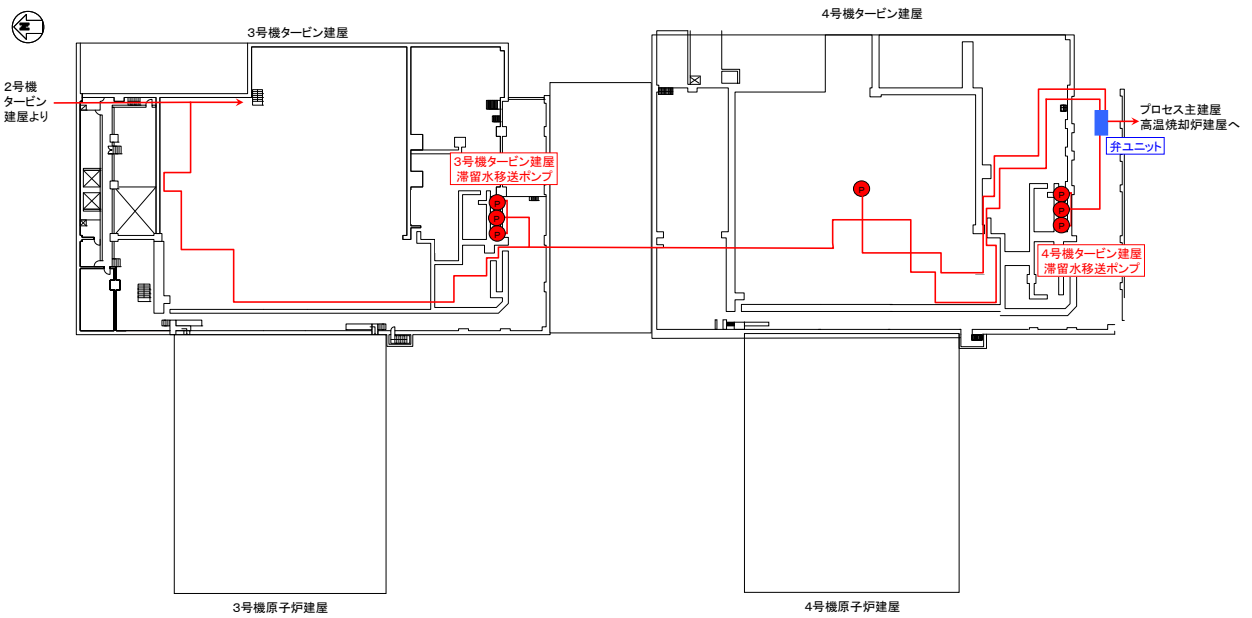 N
3号機タービン建屋
4号機タービン建屋
2号機
タービン
建屋より
プロセス主建屋
高温焼却炉建屋へ
弁ユニット
3号機タービン建屋
滞留水移送ポンプ
P
P
P
P
P
P
P
4号機タービン建屋
滞留水移送ポンプ
3号機原子炉建屋
4号機原子炉建屋